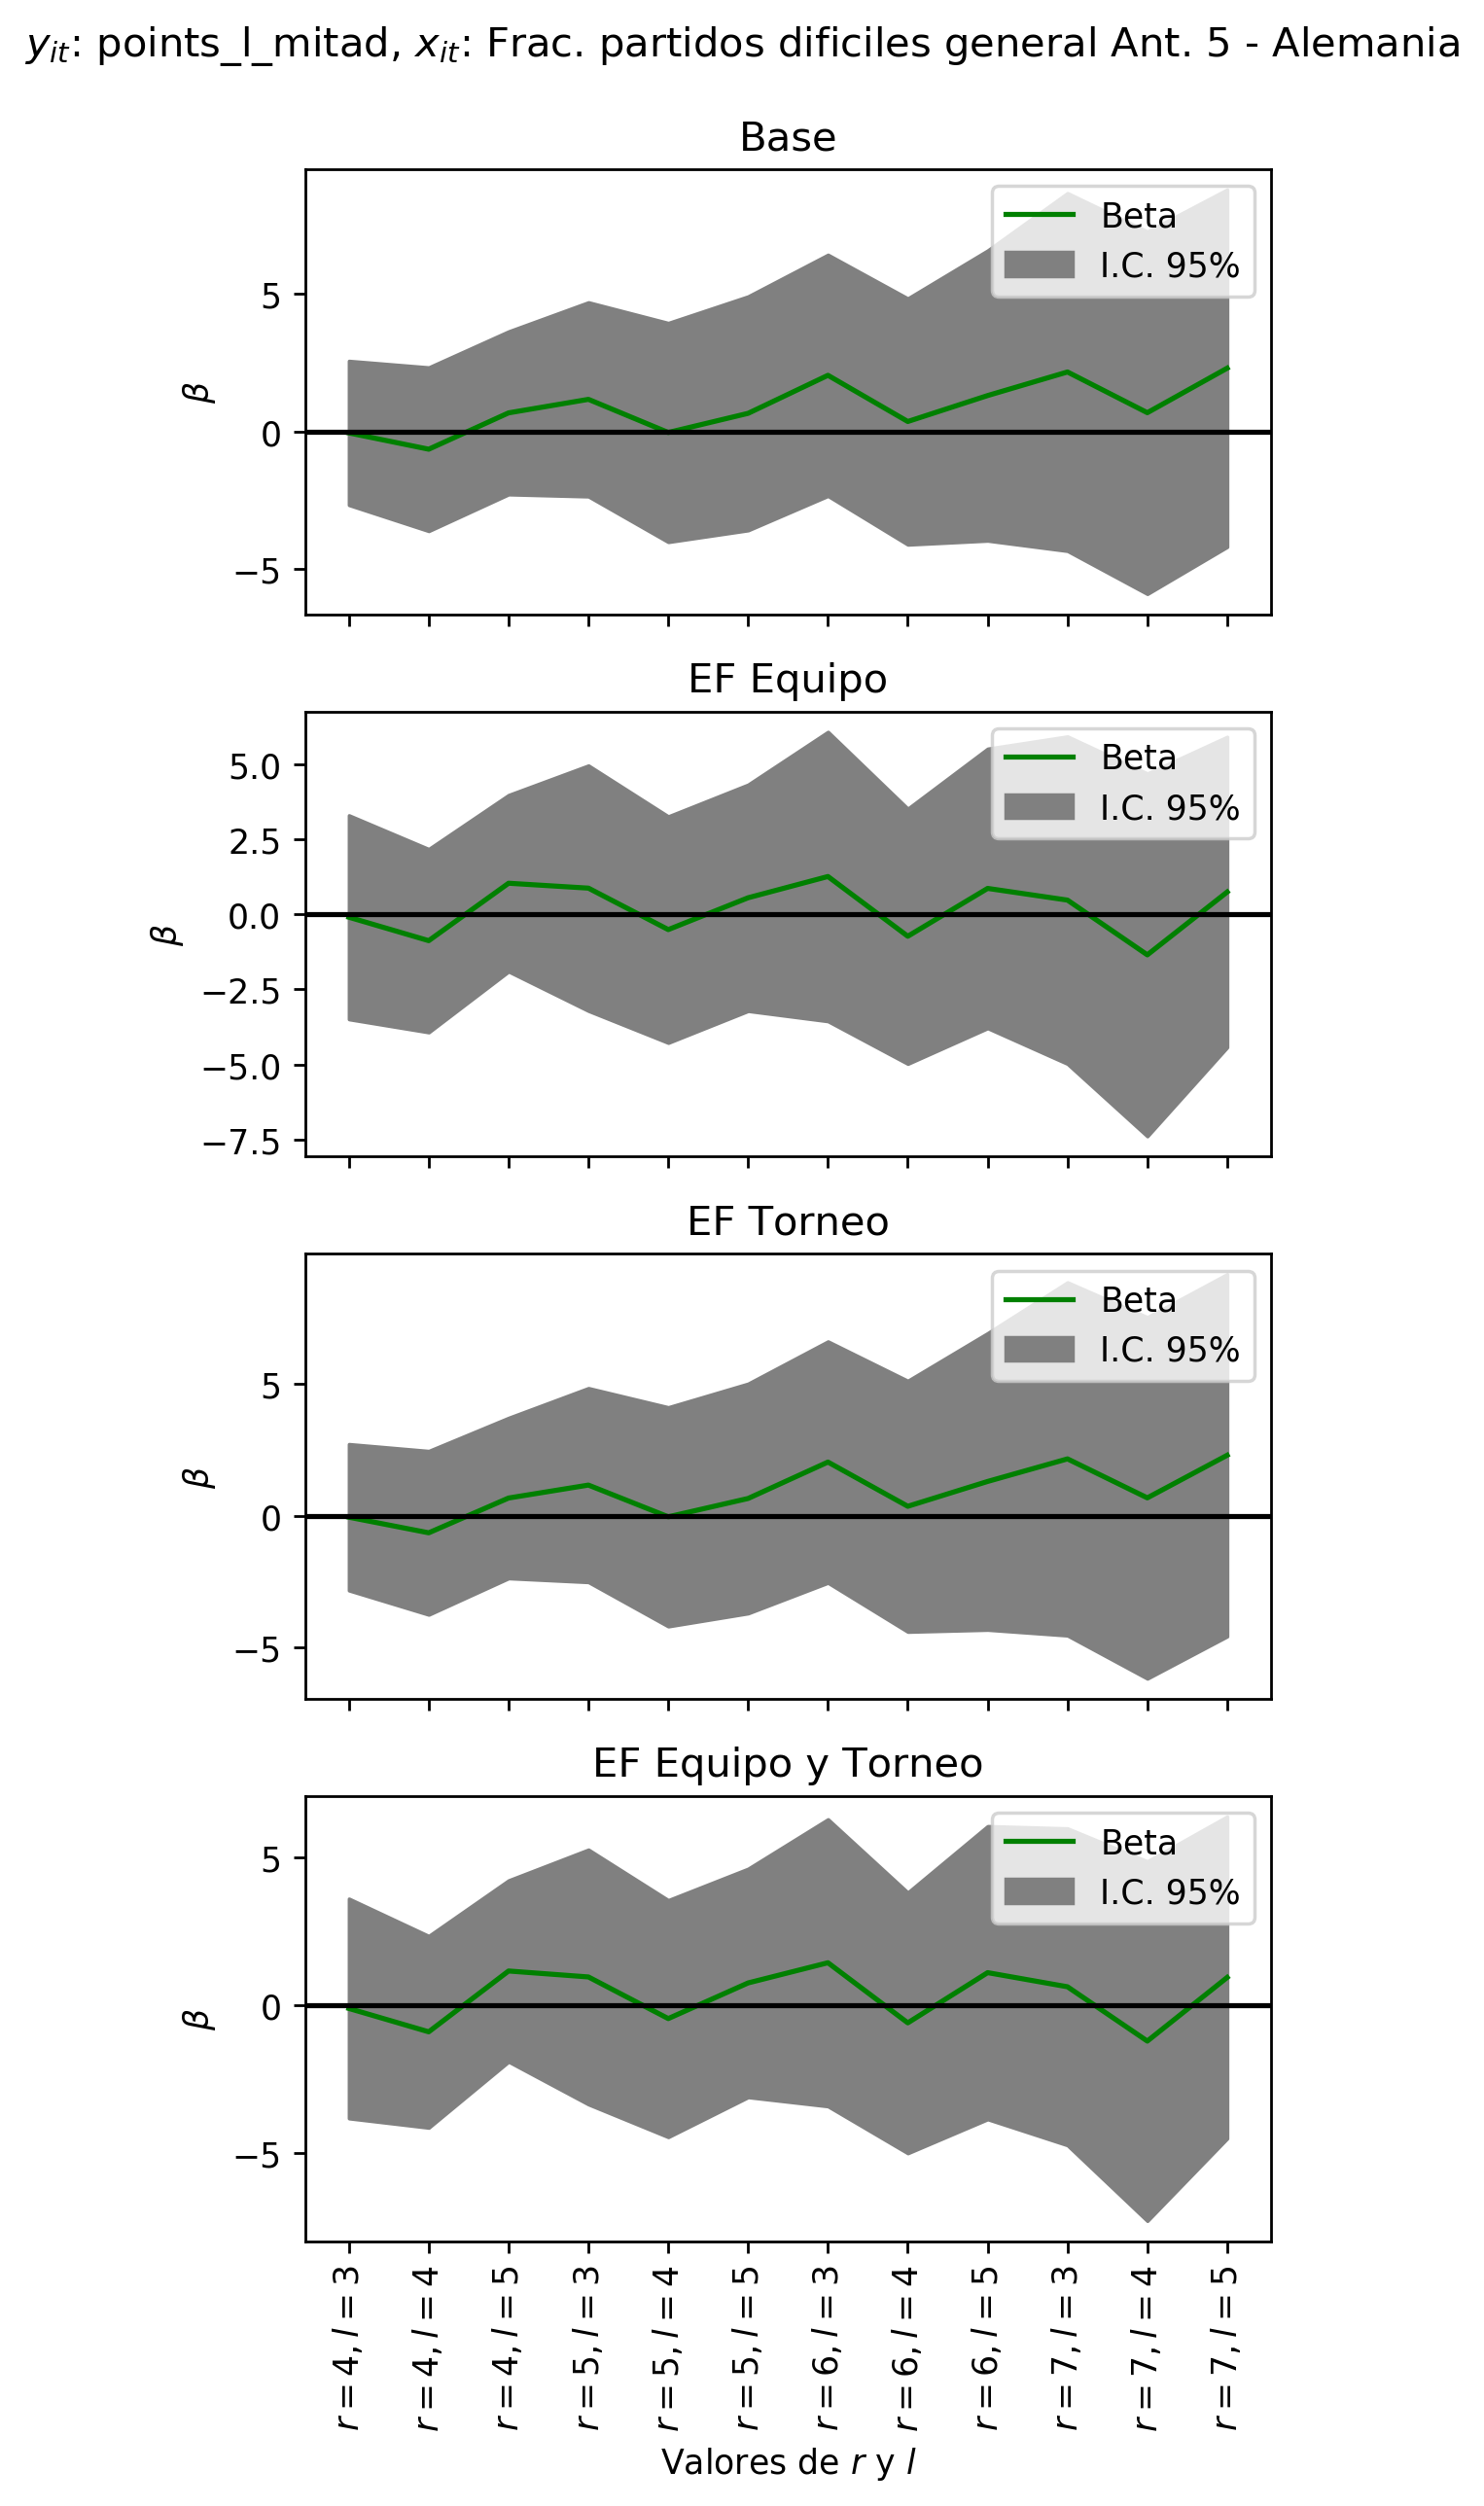 y_it: points_l_mitad, x_it: Frac. partidos dificiles general Ant. 5 - Alemania
Base
Beta
I.C. 95%
5
0
−5
β
EF Equipo
Beta
I.C. 95%
5.0
2.5
0.0
−2.5
−5.0
−7.5
β
EF Torneo
Beta
I.C. 95%
5
0
−5
β
EF Equipo y Torneo
Beta
I.C. 95%
5
0
−5
β
r = 4, l = 3
r = 4, l = 4
r = 4, l = 5
r = 5, l = 3
r = 5, l = 4
r = 5, l = 5
r = 6, l = 3
r = 6, l = 4
r = 6, l = 5
r = 7, l = 3
r = 7, l = 4
r = 7, l = 5
Valores de r y l